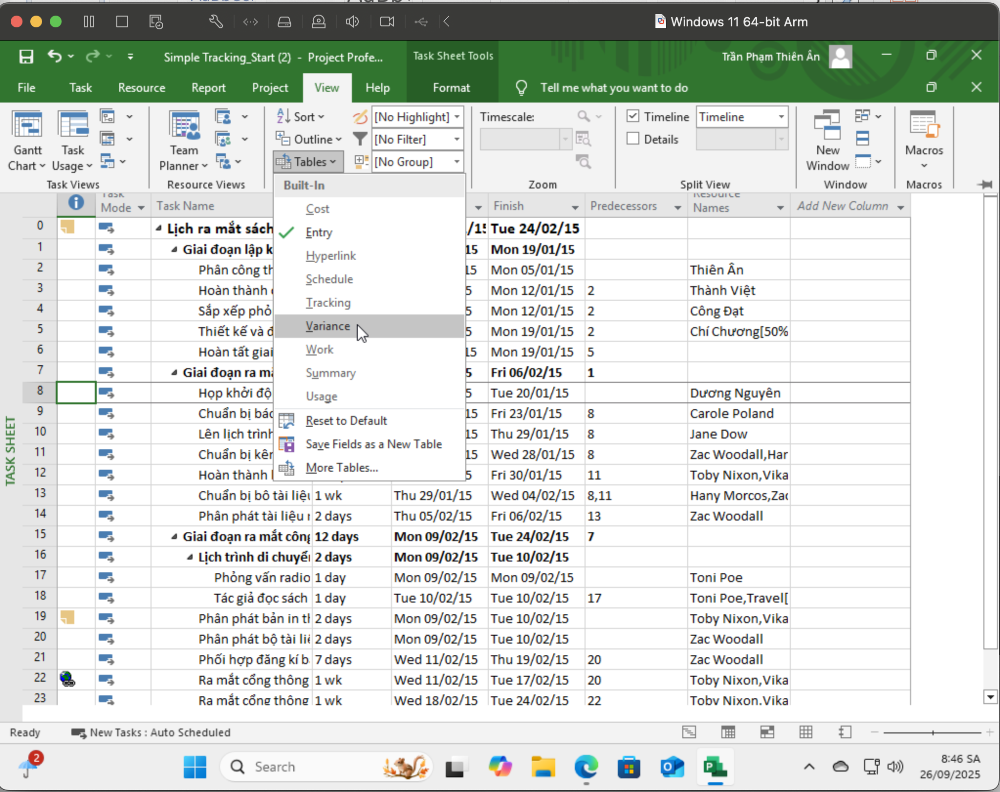 Windows 11 64-bit Arm
Simple Tracking_Start (2) - Project Profe...
Task Sheet Tools
Trần Phạm Thiên Ân
File Task Resource Report Project View Help Format Tell me what you want to do
Gantt Chart
Task Usage
Task Views
Team Planner
Resource Views
Sort
Outline
Tables
[No Highlight]
[No Filter]
[No Group]
Timescale:
Zoom
Timeline Timeline
Details
Split View
New Window
Window
Macros
Macros
Built-In
Cost
Entry
Hyperlink
Schedule
Tracking
Variance
Work
Summary
Usage
Reset to Default
Save Fields as a New Table
More Tables...
Task Mode Task Name Finish Predecessors Resource Names Add New Column
0 Lịch ra mắt sách Tue 24/02/15
1 Giai đoạn lập 15 Mon 19/01/15
2 Phân công 15 Mon 05/01/15 Thiên Ân
3 Hoàn thành 5 Mon 12/01/15 2 Thành Việt
4 Sắp xếp 5 Mon 12/01/15 2 Công Đạt
5 Thiết kế và 5 Mon 19/01/15 2 Chí Chương[50%
6 Hoàn tất giai 15 Mon 19/01/15 5
7 Giai đoạn ra 5 Fri 06/02/15 1
8 Họp khởi 5 Tue 20/01/15 Dương Nguyên
9 Chuẩn bị 15 Fri 23/01/15 8 Carole Poland
10 Lên lịch trình 15 Thu 29/01/15 8 Jane Dow
11 Chuẩn bị 15 Wed 28/01/15 8 Zac Woodall,Har
12 Hoàn thành 5 Fri 30/01/15 11 Toby Nixon,Vika
13 Chuẩn bị bộ tài liệu 1 wk Thu 29/01/15 Wed 04/02/15 8,11 Hany Morcos,Zac
14 Phân phát tài liệu 2 days Thu 05/02/15 Fri 06/02/15 13 Zac Woodall
15 Giai đoạn ra mắt công 12 days Mon 09/02/15 Tue 24/02/15 7
16 Lịch trình di chuyển 2 days Mon 09/02/15 Tue 10/02/15
17 Phỏng vấn radio 1 day Mon 09/02/15 Mon 09/02/15 Toni Poe
18 Tác giả đọc sách 1 day Tue 10/02/15 Tue 10/02/15 17 Toni Poe,Travel[
19 Phân phát bản in 2 days Mon 09/02/15 Tue 10/02/15 Toby Nixon,Vika
20 Phân phát bộ tài 2 days Mon 09/02/15 Tue 10/02/15 Zac Woodall
21 Phối hợp đăng kí 7 days Wed 11/02/15 Thu 19/02/15 20 Zac Woodall
22 Ra mắt cổng thông 1 wk Wed 11/02/15 Tue 17/02/15 20 Toby Nixon,Vika
23 Ra mắt cổng thông 1 wk Wed 18/02/15 Tue 24/02/15 22 Toby Nixon,Vika
TASK SHEET
Ready New Tasks : Auto Scheduled
2
Search
8:46 SA
26/09/2025